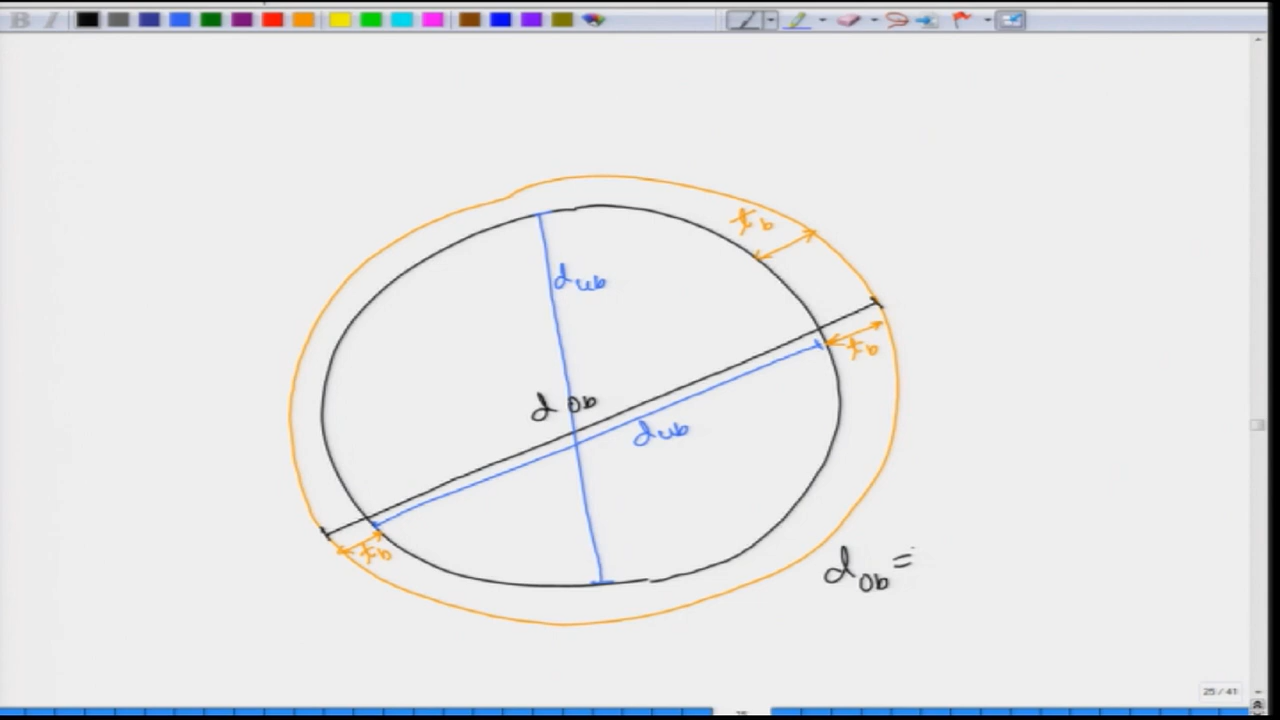 B I
t_b
d_ub
t_b
d_ob
d_ub
t_b
d_ob =
25 / 41